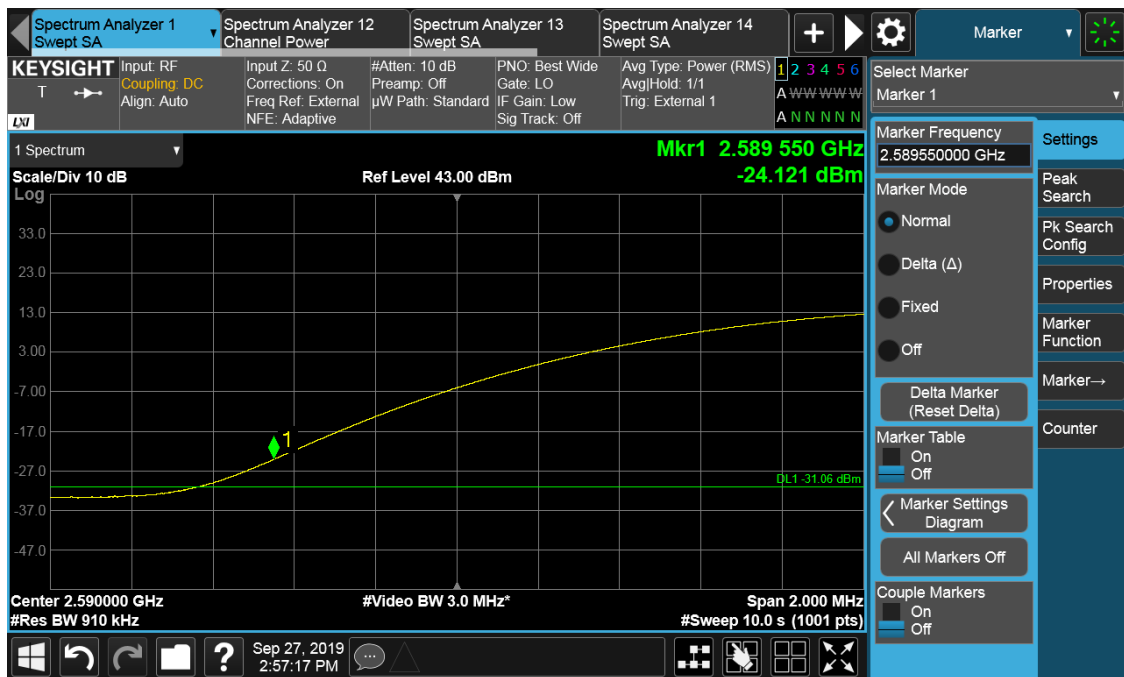 Spectrum Analyzer 1
Swept SA
Spectrum Analyzer 12
Channel Power
Spectrum Analyzer 13
Swept SA
Spectrum Analyzer 14
Swept SA
Marker
KEYSIGHT
T
LXI
Input: RF
Coupling: DC
Align: Auto
Input Z: 50 Ω
Corrections: On
Freq Ref: External
NFE: Adaptive
#Atten: 10 dB
Preamp: Off
µW Path: Standard
PNO: Best Wide
Gate: LO
IF Gain: Low
Sig Track: Off
Avg Type: Power (RMS)
Avg|Hold: 1/1
Trig: External 1
1 2 3 4 5 6
A W W W W W
A N N N N N
Select Marker
Marker 1
1 Spectrum
Mkr1 2.589 550 GHz
Scale/Div 10 dB
Ref Level 43.00 dBm
-24.121 dBm
Log
33.0
23.0
13.0
3.00
-7.00
-17.0
-27.0
-37.0
-47.0
1
DL1 -31.06 dBm
Center 2.590000 GHz
#Video BW 3.0 MHz*
Span 2.000 MHz
#Res BW 910 kHz
#Sweep 10.0 s (1001 pts)
Marker Frequency
2.589550000 GHz
Marker Mode
Normal
Delta (Δ)
Fixed
Off
Delta Marker
(Reset Delta)
Marker Table
On
Off
Marker Settings
Diagram
All Markers Off
Couple Markers
On
Off
Settings
Peak
Search
Pk Search
Config
Properties
Marker
Function
Marker→
Counter
?
Sep 27, 2019
2:57:17 PM